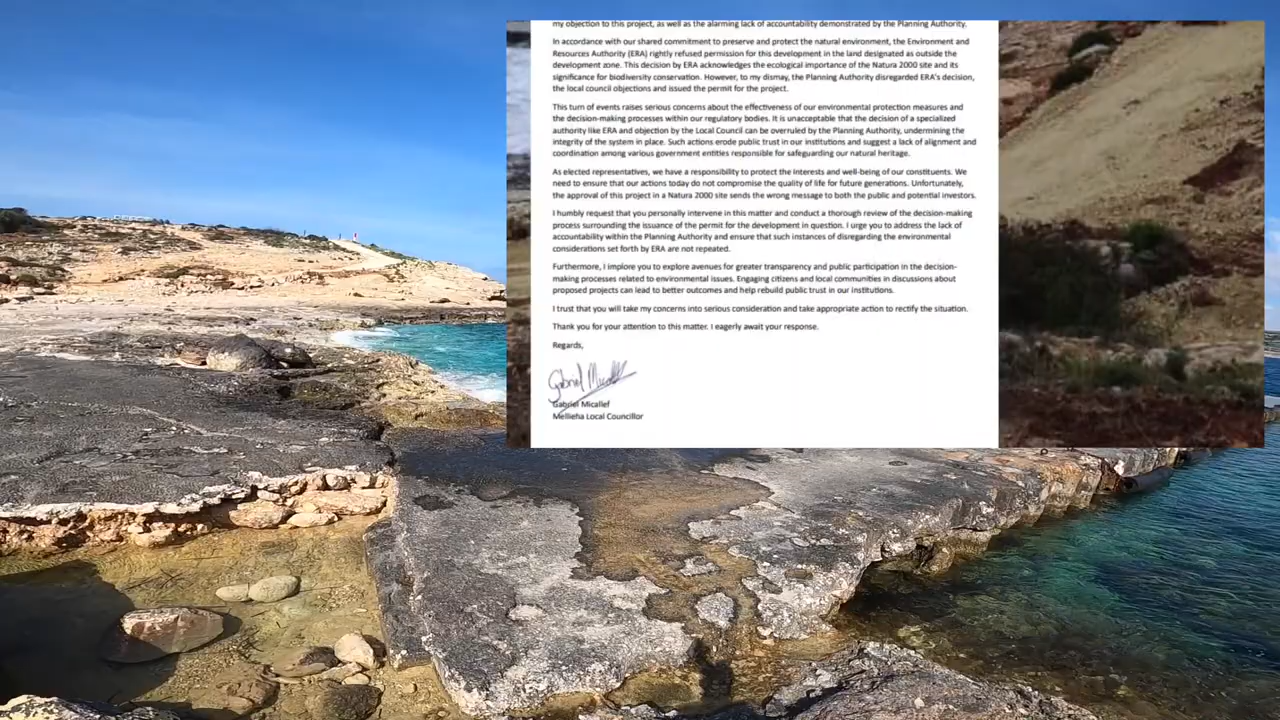 my objection to this project, as well as the alarming lack of accountability demonstrated by the Planning Authority.
In accordance with our shared commitment to preserve and protect the natural environment, the Environment and
Resources Authority (ERA) rightly refused permission for this development in the land designated as outside the
development zone. This decision by ERA acknowledges the ecological importance of the Natura 2000 site and its
significance for biodiversity conservation. However, to my dismay, the Planning Authority disregarded ERA's decision,
the local council objections and issued the permit for the project.
This turn of events raises serious concerns about the effectiveness of our environmental protection measures and
the decision-making processes within our regulatory bodies. It is unacceptable that the decision of a specialized
authority like ERA and objection by the Local Council can be overruled by the Planning Authority, undermining the
integrity of the system in place. Such actions erode public trust in our institutions and suggest a lack of alignment and
coordination among various government entities responsible for safeguarding our natural heritage.
As elected representatives, we have a responsibility to protect the interests and well-being of our constituents. We
need to ensure that our actions today do not compromise the quality of life for future generations. Unfortunately,
the approval of this project in a Natura 2000 site sends the wrong message to both the public and potential investors.
I humbly request that you personally intervene in this matter and conduct a thorough review of the decision-making
process surrounding the issuance of the permit for the development in question. I urge you to address the lack of
accountability within the Planning Authority and ensure that such instances of disregarding the environmental
considerations set forth by ERA are not repeated.
Furthermore, I implore you to explore avenues for greater transparency and public participation in the decision-
making processes related to environmental issues. Engaging citizens and local communities in discussions about
proposed projects can lead to better outcomes and help rebuild public trust in our institutions.
I trust that you will take my concerns into serious consideration and take appropriate action to rectify the situation.
Thank you for your attention to this matter. I eagerly await your response.
Regards,
Gabriel Micallef
Gabriel Micallef
Mellieha Local Councillor